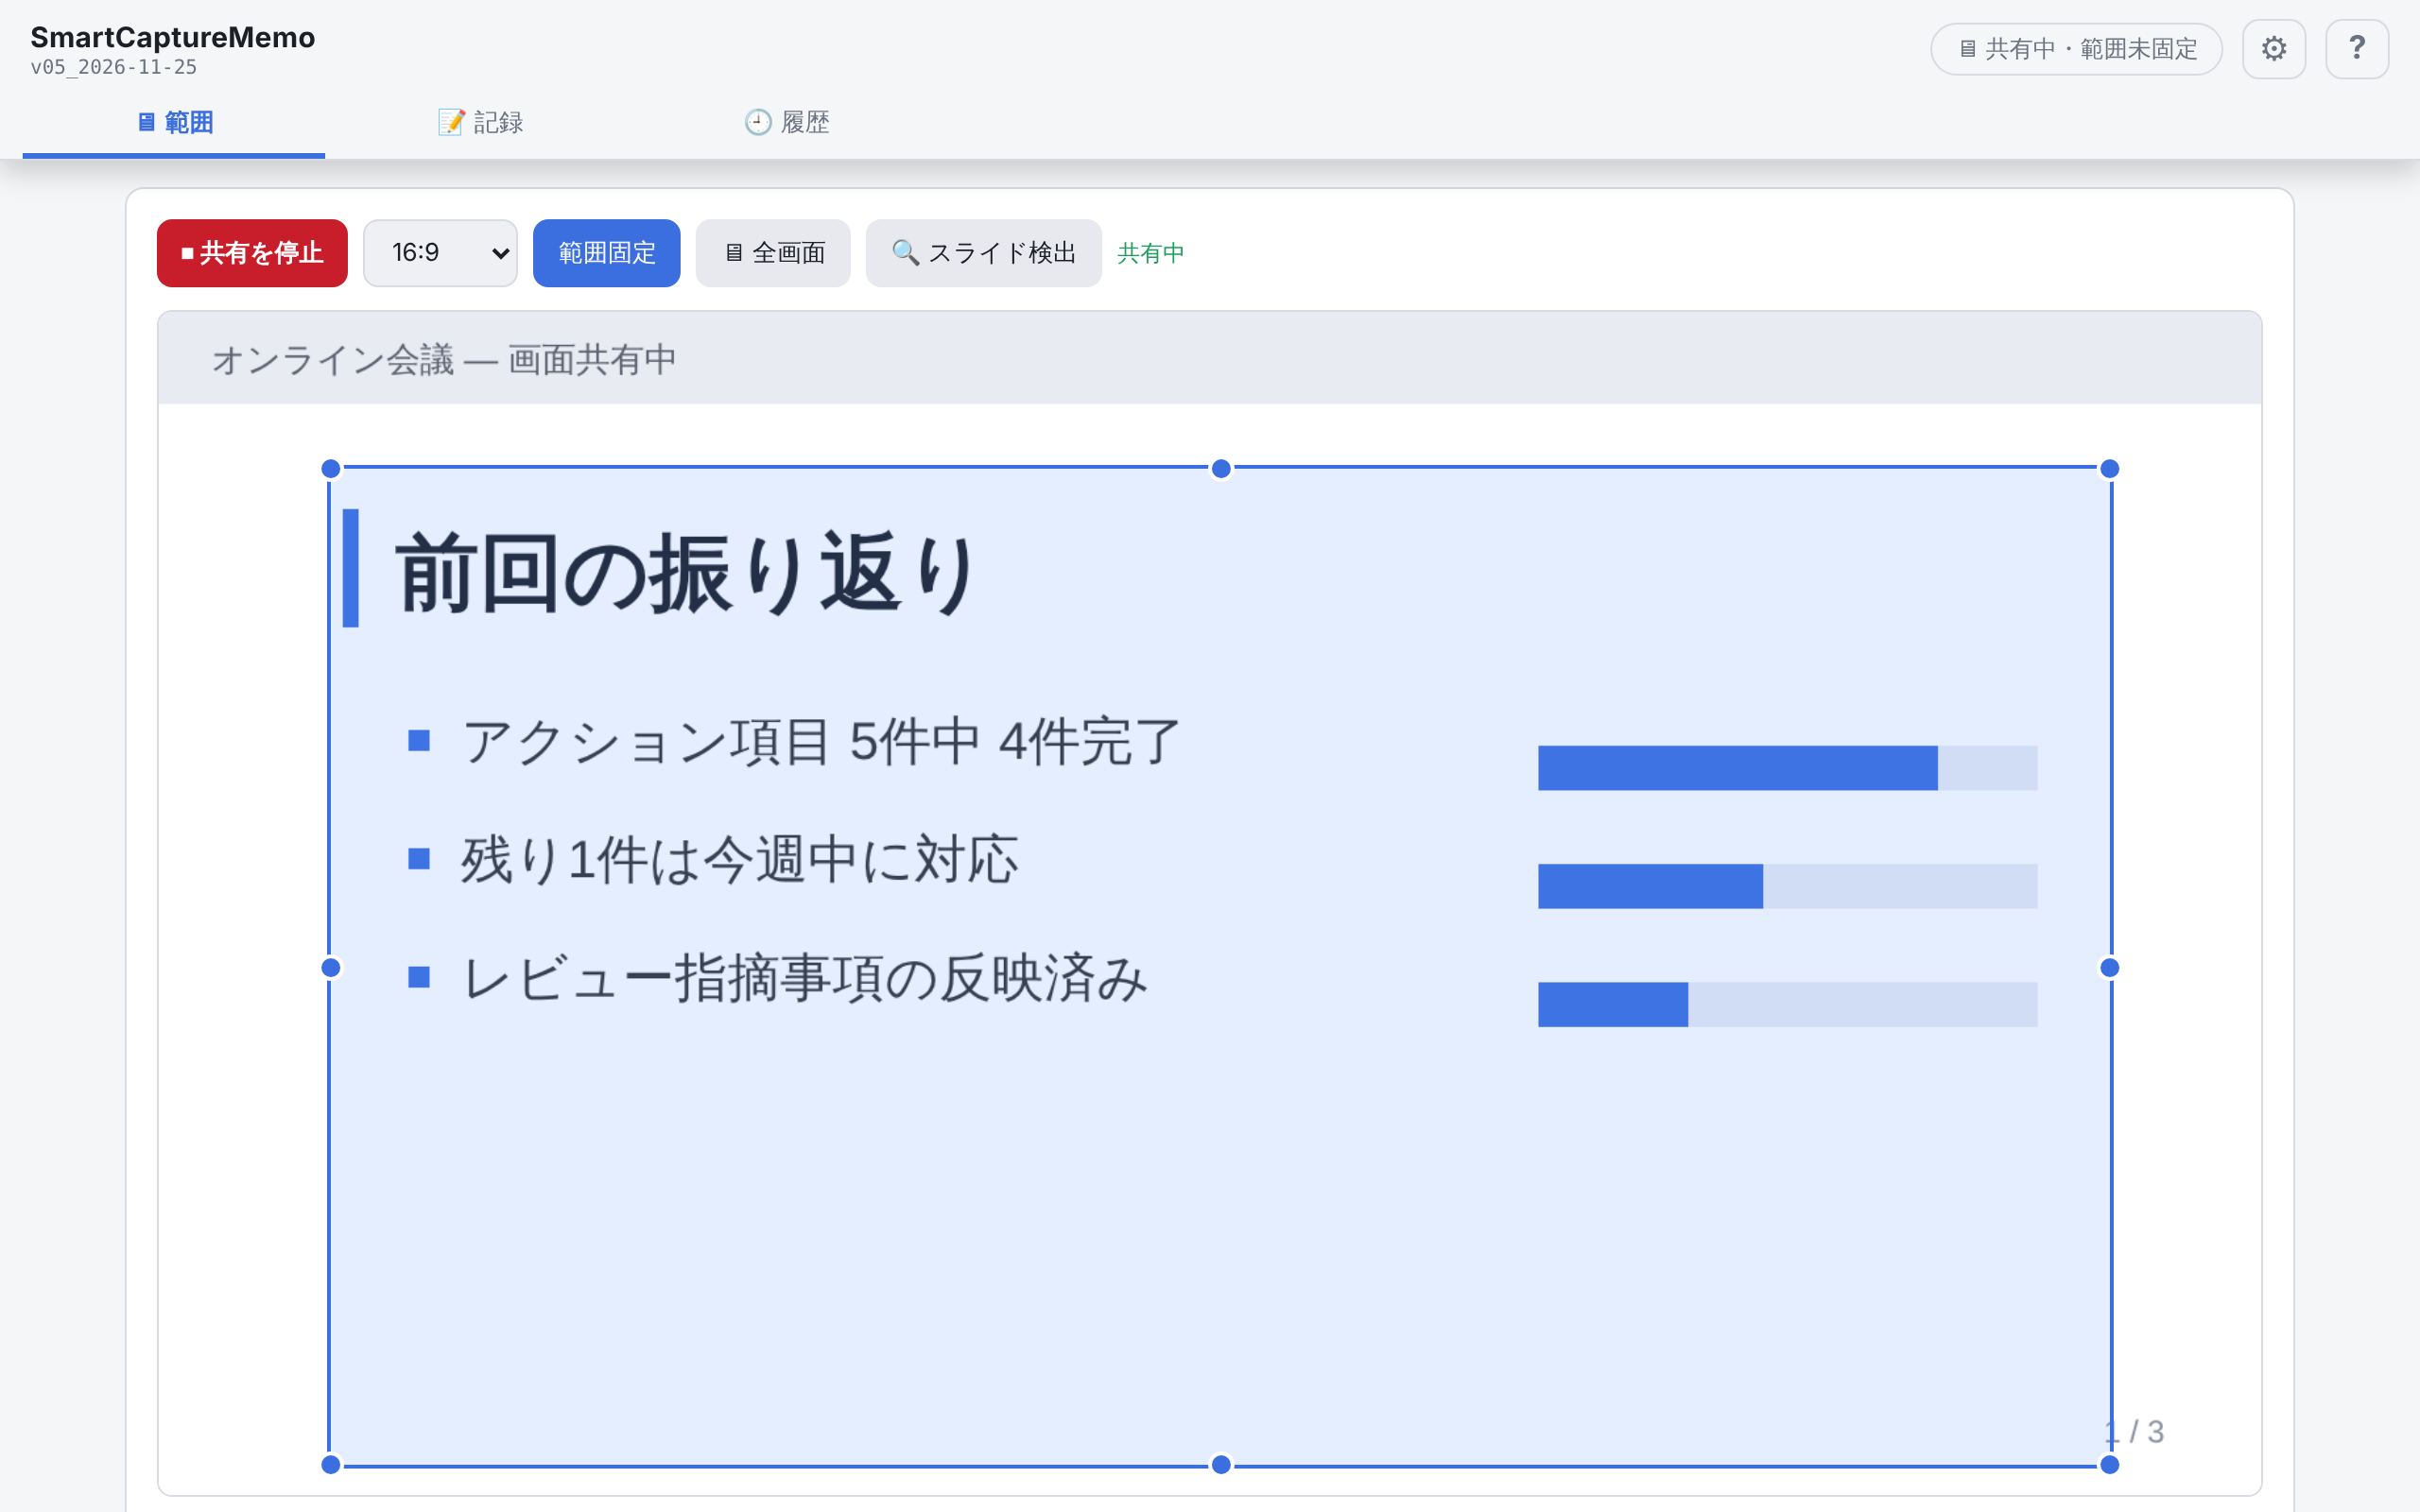 SmartCaptureMemo
v05_2026-11-25
共有中・範囲未固定
?
範囲
記録
履歴
共有を停止
16:9
範囲固定
全画面
スライド検出
共有中
オンライン会議 — 画面共有中
前回の振り返り
アクション項目 5件中 4件完了
残り1件は今週中に対応
レビュー指摘事項の反映済み
1 / 3